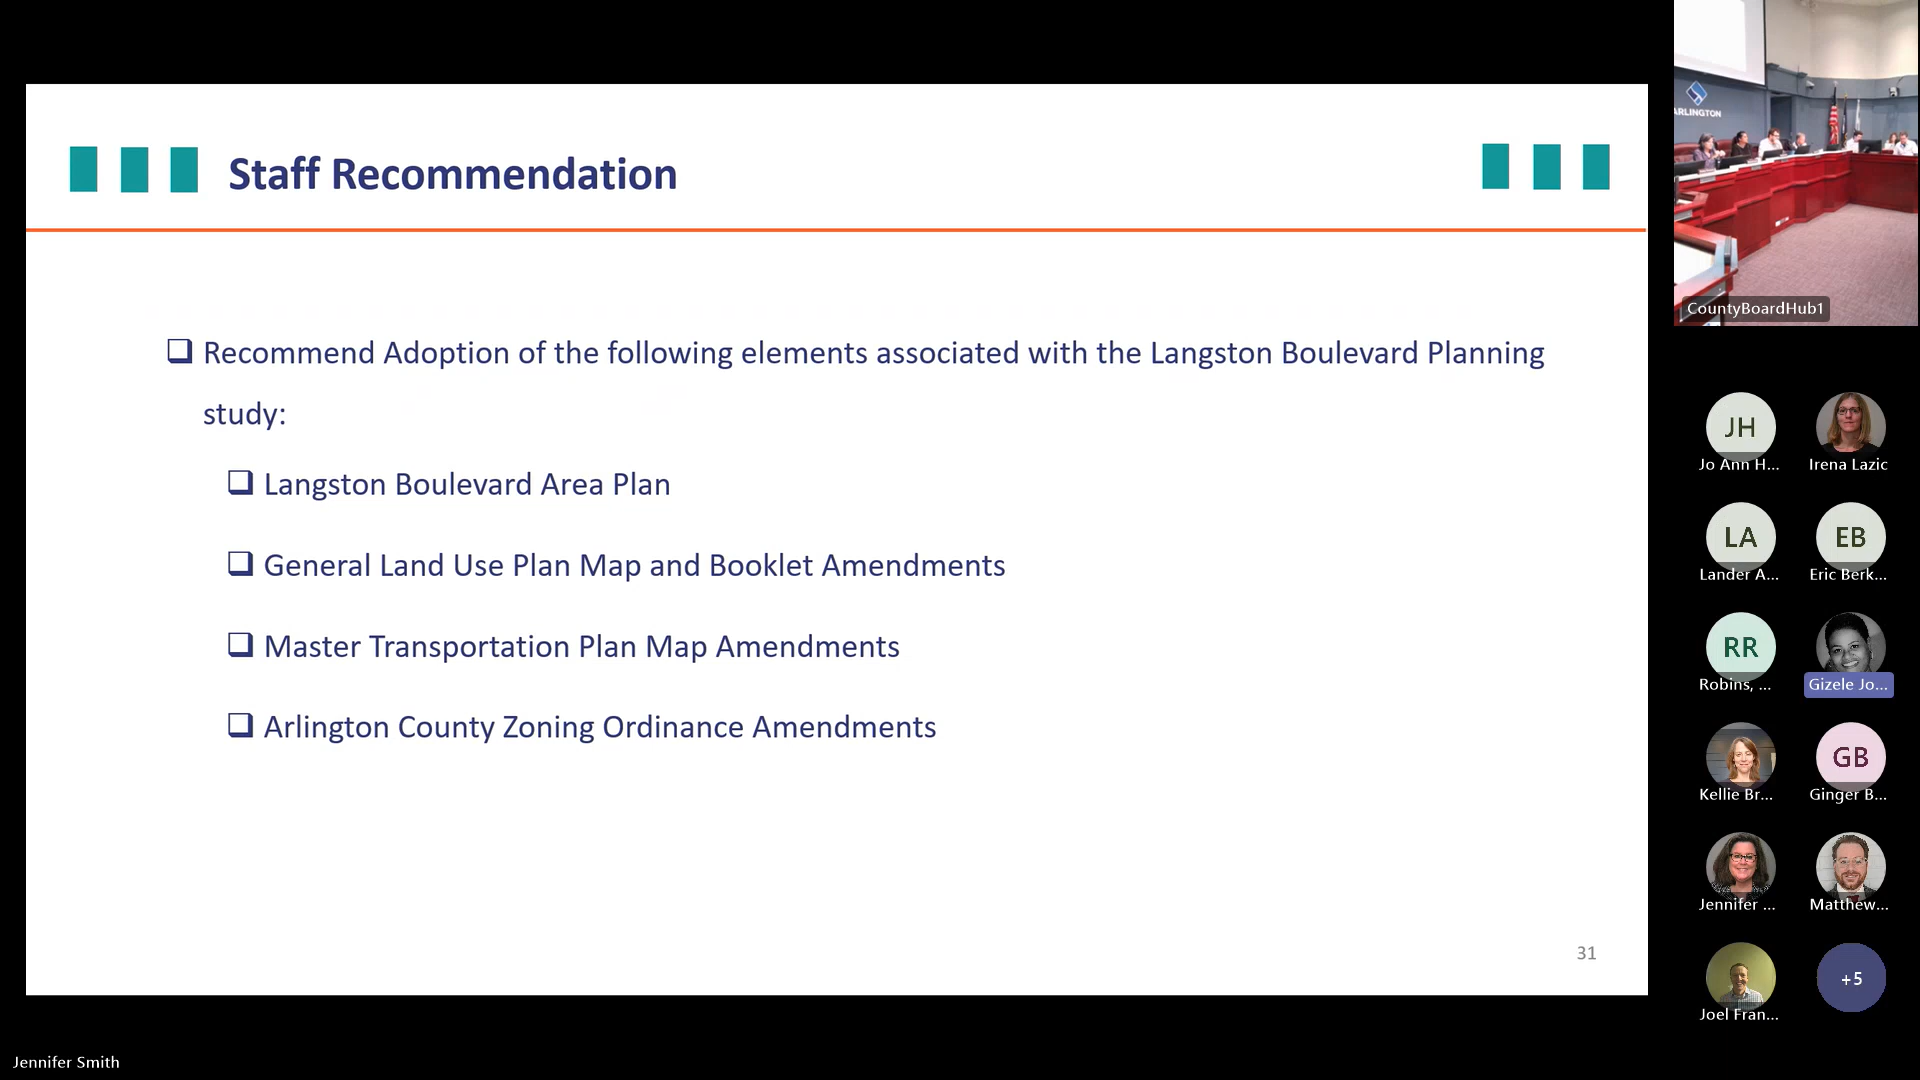 Staff Recommendation
❑ Recommend Adoption of the following elements associated with the Langston Boulevard Planning
study:
❑ Langston Boulevard Area Plan
❑ General Land Use Plan Map and Booklet Amendments
❑ Master Transportation Plan Map Amendments
❑ Arlington County Zoning Ordinance Amendments
31
Jennifer Smith
ARLINGTON
CountyBoardHub1
JH
Jo Ann H...
Irena Lazic
LA
Lander A...
EB
Eric Berk...
RR
Robins, ...
Gizele Jo...
Kellie Br...
GB
Ginger B...
Jennifer ...
Matthew...
Joel Fran...
+5